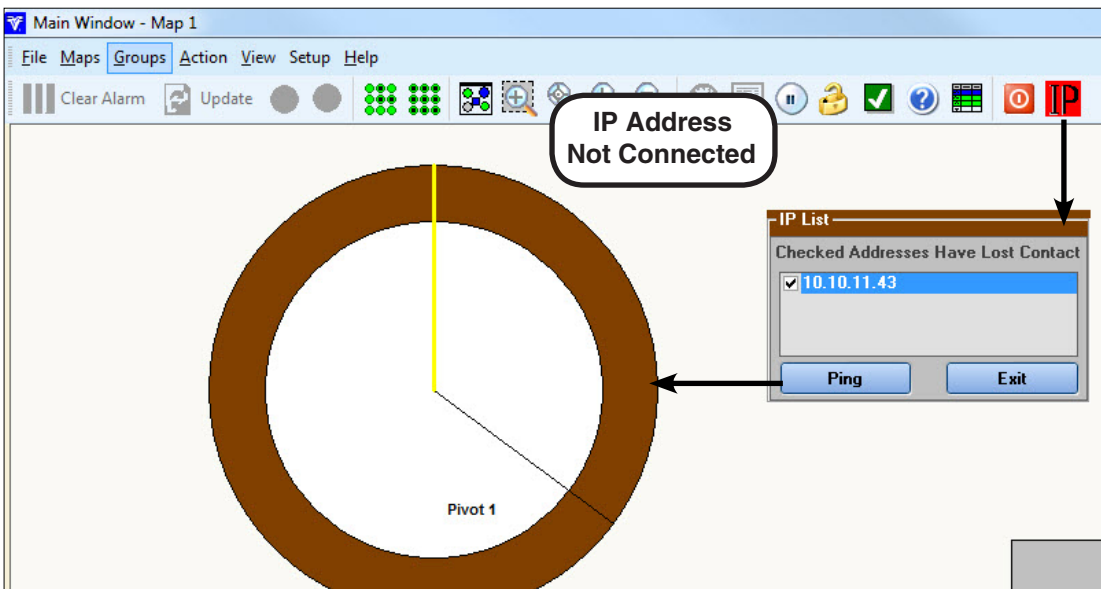 Main Window - Map 1
File Maps Groups Action View Setup Help
Clear Alarm Update IP
IP Address
Not Connected
IP List
Checked Addresses Have Lost Contact
10.10.11.43
Ping Exit
Pivot 1